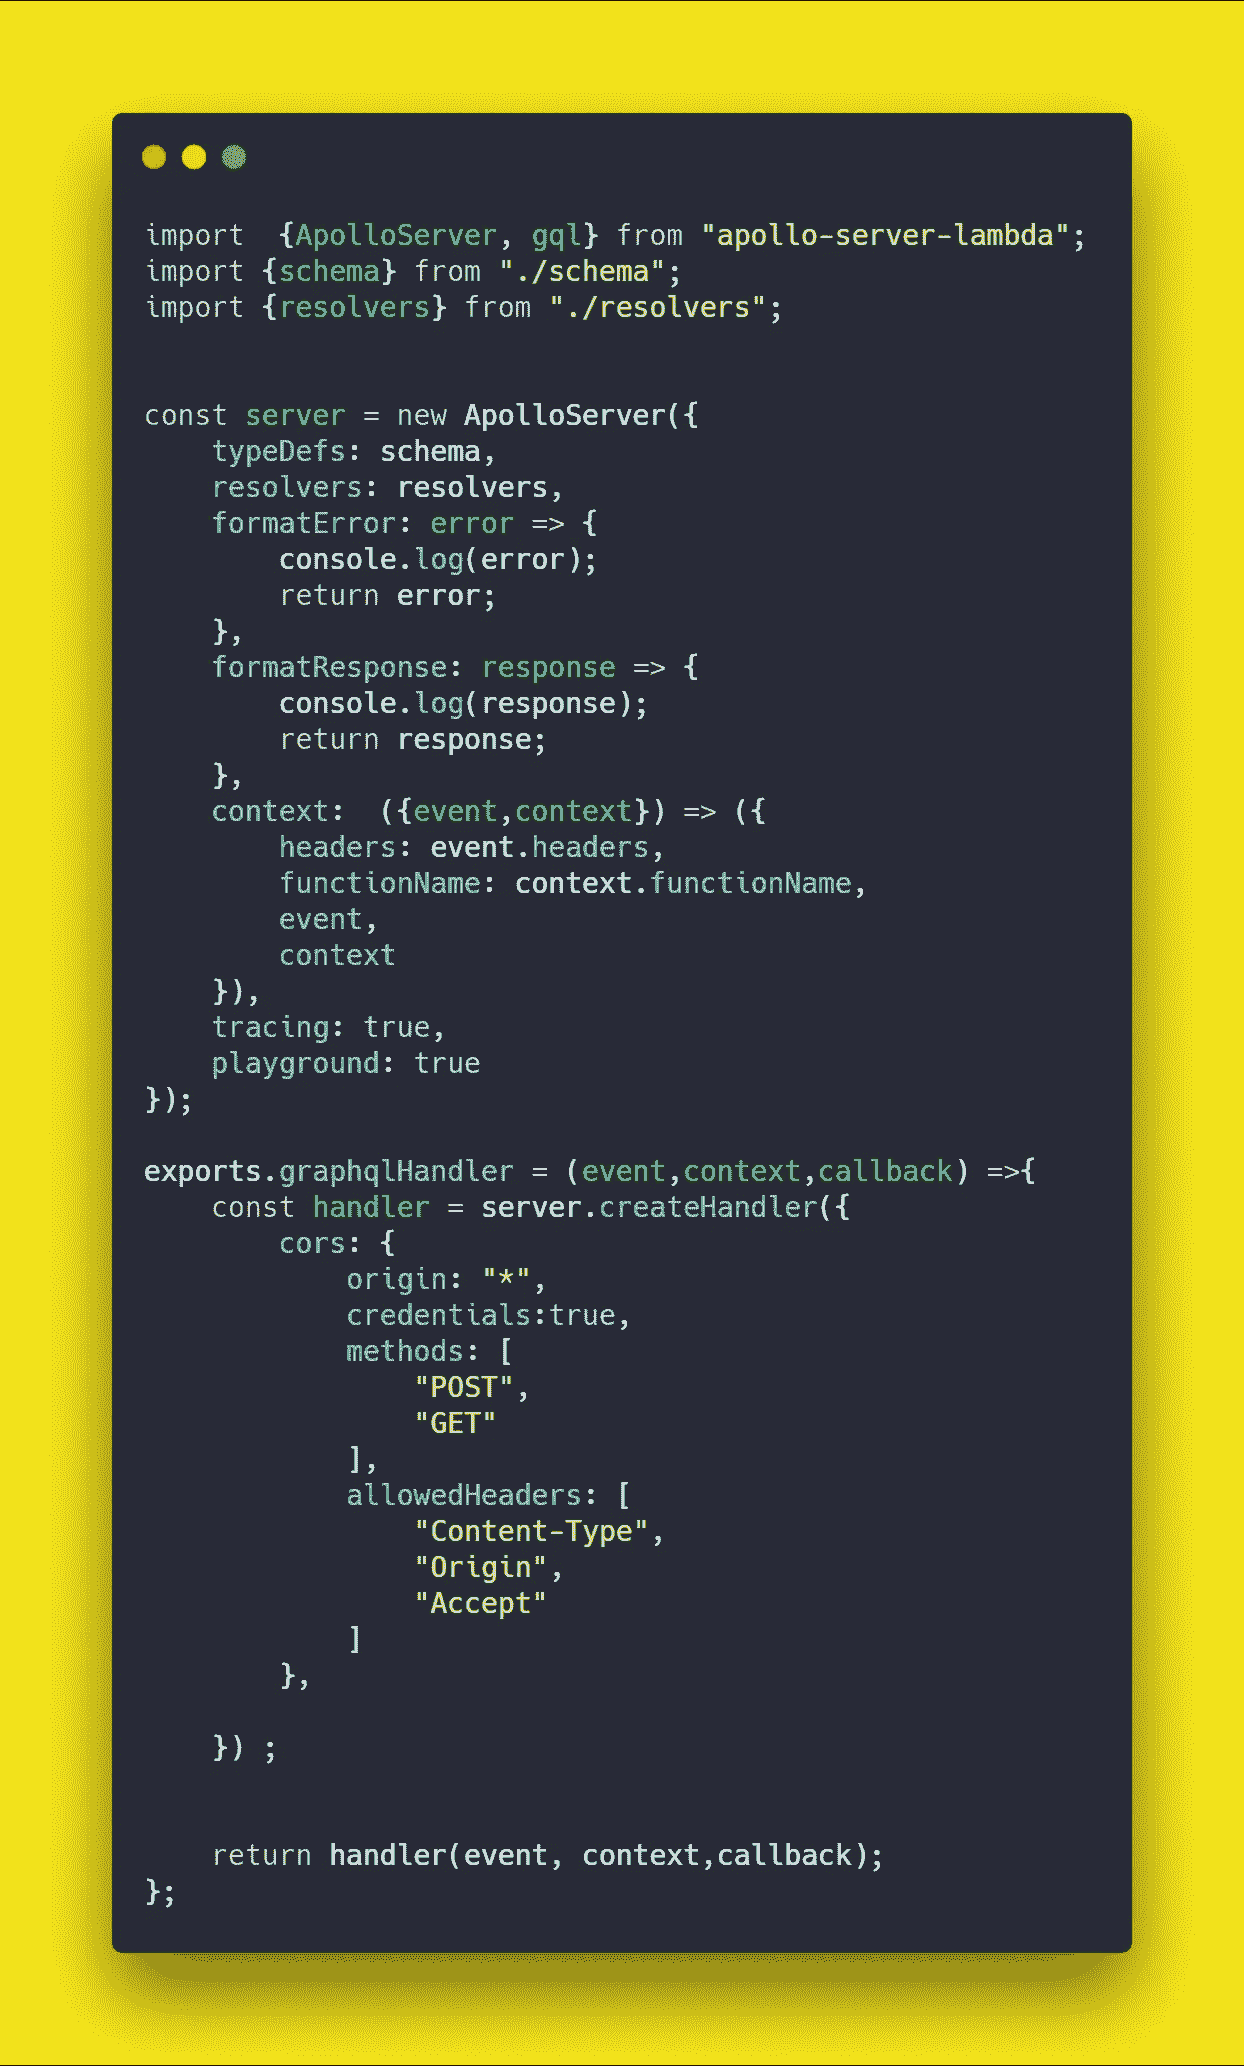 import  {ApolloServer, gql} from "apollo-server-lambda";
import {schema} from "./schema";
import {resolvers} from "./resolvers";
const server = new ApolloServer({
    typeDefs: schema,
    resolvers: resolvers,
    formatError: error => {
        console.log(error);
        return error;
    },
    formatResponse: response => {
        console.log(response);
        return response;
    },
    context:  ({event,context}) => ({
        headers: event.headers,
        functionName: context.functionName,
        event,
        context
    }),
    tracing: true,
    playground: true
});
exports.graphqlHandler = (event,context,callback) =>{
    const handler = server.createHandler({
        cors: {
            origin: "*",
            credentials:true,
            methods: [
                "POST",
                "GET"
            ],
            allowedHeaders: [
                "Content-Type",
                "Origin",
                "Accept"
            ]
        },
    }) ;
    return handler(event, context,callback);
};